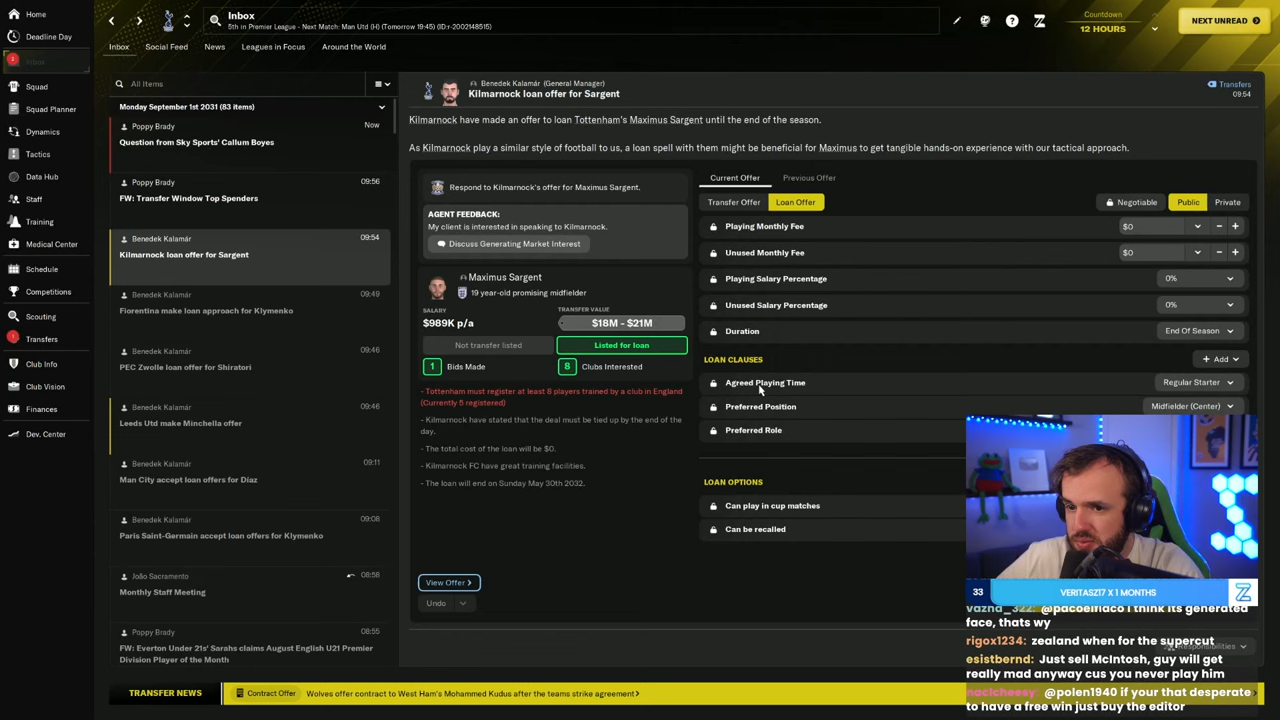 Home
Deadline Day
Inbox
Squad
Squad Planner
Dynamics
Tactics
Data Hub
Staff
Training
Medical Center
Schedule
Competitions
Scouting
Transfers
Club Info
Club Vision
Finances
Dev. Center
Inbox
5th in Premier League - Next Match: Man Utd (H) (Tomorrow 19:45) (ID:r-2002148515)
Countdown
12 HOURS
NEXT UNREAD
Inbox Social Feed News Leagues in Focus Around the World
All Items
Monday September 1st 2031 (83 items)
Poppy Brady Now
Question from Sky Sports' Callum Boyes
Poppy Brady 09:56
FW: Transfer Window Top Spenders
Benedek Kalamár 09:54
Kilmarnock loan offer for Sargent
Benedek Kalamár 09:49
Fiorentina make loan approach for Klymenko
Benedek Kalamár 09:46
PEC Zwolle loan offer for Shiratori
Benedek Kalamár 09:46
Leeds Utd make Minchella offer
Benedek Kalamár 09:11
Man City accept loan offers for Díaz
Benedek Kalamár 09:08
Paris Saint-Germain accept loan offers for Klymenko
João Sacramento 08:58
Monthly Staff Meeting
Poppy Brady 08:55
FW: Everton Under 21s' Sarahs claims August English U21 Premier
Division Player of the Month
Benedek Kalamár (General Manager)
Kilmarnock loan offer for Sargent
Transfers
09:54
Kilmarnock have made an offer to loan Tottenham's Maximus Sargent until the end of the season.
As Kilmarnock play a similar style of football to us, a loan spell with them might be beneficial for Maximus to get tangible hands-on experience with our tactical approach.
Respond to Kilmarnock's offer for Maximus Sargent.
AGENT FEEDBACK:
My client is interested in speaking to Kilmarnock.
Discuss Generating Market Interest
Maximus Sargent
19 year-old promising midfielder
SALARY
$989K p/a
TRANSFER VALUE
$18M - $21M
Not transfer listed Listed for loan
1 Bids Made 8 Clubs Interested
- Tottenham must register at least 8 players trained by a club in England
(Currently 5 registered)
- Kilmarnock have stated that the deal must be tied up by the end of the
day.
- The total cost of the loan will be $0.
- Kilmarnock FC have great training facilities.
- The loan will end on Sunday May 30th 2032.
View Offer
Undo
Current Offer Previous Offer
Transfer Offer Loan Offer Negotiable Public Private
Playing Monthly Fee $0
Unused Monthly Fee $0
Playing Salary Percentage 0%
Unused Salary Percentage 0%
Duration End Of Season
LOAN CLAUSES + Add
Agreed Playing Time Regular Starter
Preferred Position Midfielder (Center)
Preferred Role
LOAN OPTIONS
Can play in cup matches
Can be recalled
33 VERITASZ17 X 1 MONTHS
@pacoelflaco I think its generated
face, thats wy
rigox1234: zealand when for the supercut
esistbernd: Just sell McIntosh, guy will get
really mad anyway cus you never play him
naclcheesy: @polen1940 if your that desperate
to have a free win just buy the editor
Responsibilities
TRANSFER NEWS Contract Offer Wolves offer contract to West Ham's Mohammed Kudus after the teams strike agreement